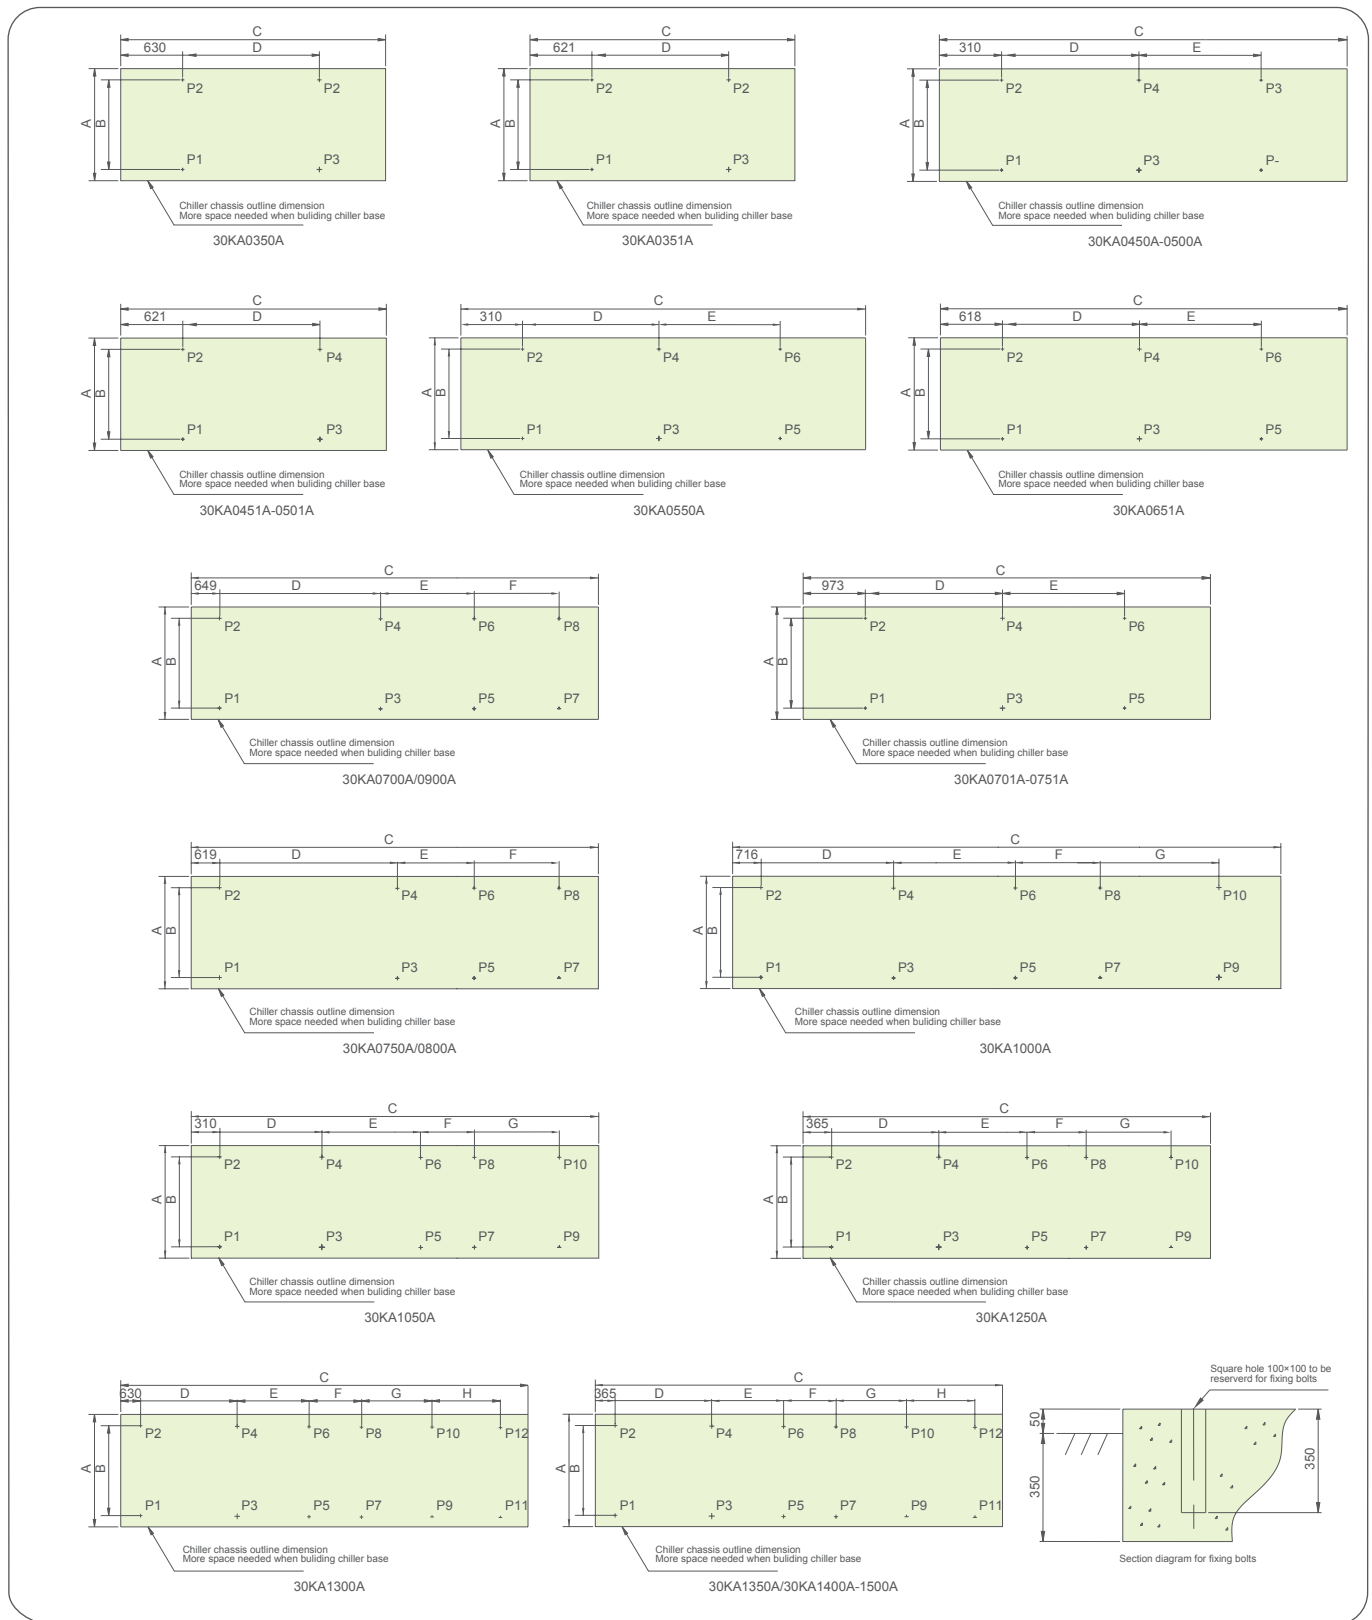 C
630 D
A B
P2 P2
P1 P3
Chiller chassis outline dimension
More space needed when buliding chiller base
30KA0350A
C
621 D
A B
P2 P2
P1 P3
Chiller chassis outline dimension
More space needed when buliding chiller base
30KA0351A
C
310 D E
A B
P2 P4 P3
P1 P3 P-
Chiller chassis outline dimension
More space needed when buliding chiller base
30KA0450A-0500A
C
621 D
A B
P2 P4
P1 P3
Chiller chassis outline dimension
More space needed when buliding chiller base
30KA0451A-0501A
C
310 D E
A B
P2 P4 P6
P1 P3 P5
Chiller chassis outline dimension
More space needed when buliding chiller base
30KA0550A
C
618 D E
A B
P2 P4 P6
P1 P3 P5
Chiller chassis outline dimension
More space needed when buliding chiller base
30KA0651A
C
649 D E F
A B
P2 P4 P6 P8
P1 P3 P5 P7
Chiller chassis outline dimension
More space needed when buliding chiller base
30KA0700A/0900A
C
973 D E
A B
P2 P4 P6
P1 P3 P5
Chiller chassis outline dimension
More space needed when buliding chiller base
30KA0701A-0751A
C
619 D E F
A B
P2 P4 P6 P8
P1 P3 P5 P7
Chiller chassis outline dimension
More space needed when buliding chiller base
30KA0750A/0800A
C
716 D E F G
A B
P2 P4 P6 P8 P10
P1 P3 P5 P7 P9
Chiller chassis outline dimension
More space needed when buliding chiller base
30KA1000A
C
310 D E F G
A B
P2 P4 P6 P8 P10
P1 P3 P5 P7 P9
Chiller chassis outline dimension
More space needed when buliding chiller base
30KA1050A
C
365 D E F G
A B
P2 P4 P6 P8 P10
P1 P3 P5 P7 P9
Chiller chassis outline dimension
More space needed when buliding chiller base
30KA1250A
C
630 D E F G H
A B
P2 P4 P6 P8 P10 P12
P1 P3 P5 P7 P9 P11
Chiller chassis outline dimension
More space needed when buliding chiller base
30KA1300A
C
365 D E F G H
A B
P2 P4 P6 P8 P10 P12
P1 P3 P5 P7 P9 P11
Chiller chassis outline dimension
More space needed when buliding chiller base
30KA1350A/30KA1400A-1500A
Square hole 100×100 to be
reserverd for fixing bolts
50
350
350
Section diagram for fixing bolts